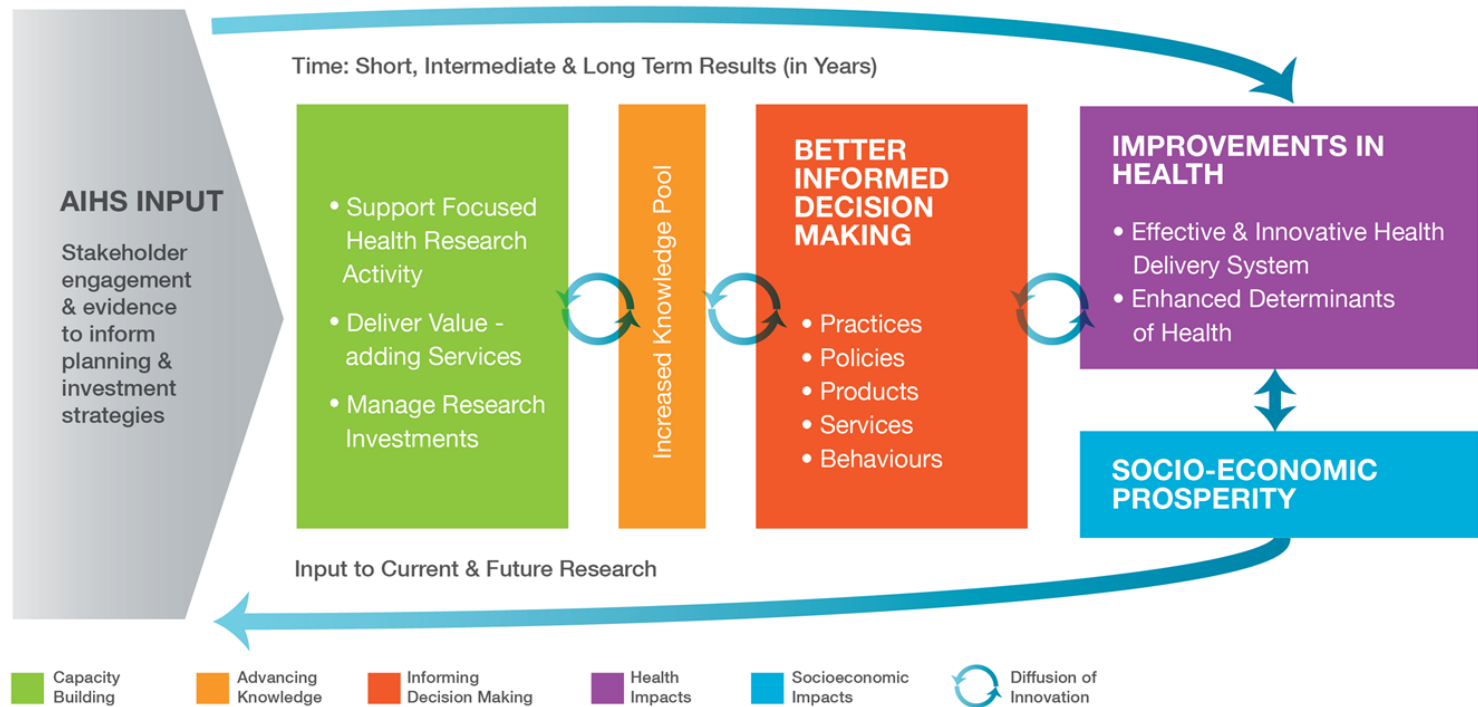 Time: Short, Intermediate & Long Term Results (in Years)
AIHS INPUT
Stakeholder
engagement
& evidence
to inform
planning &
investment
strategies
• Support Focused
Health Research
Activity
• Deliver Value -
adding Services
• Manage Research
Investments
Increased Knowledge Pool
BETTER
INFORMED
DECISION
MAKING
• Practices
• Policies
• Products
• Services
• Behaviours
IMPROVEMENTS IN
HEALTH
• Effective & Innovative Health
Delivery System
• Enhanced Determinants
of Health
SOCIO-ECONOMIC
PROSPERITY
Input to Current & Future Research
Capacity
Building
Advancing
Knowledge
Informing
Decision Making
Health
Impacts
Socioeconomic
Impacts
Diffusion of
Innovation